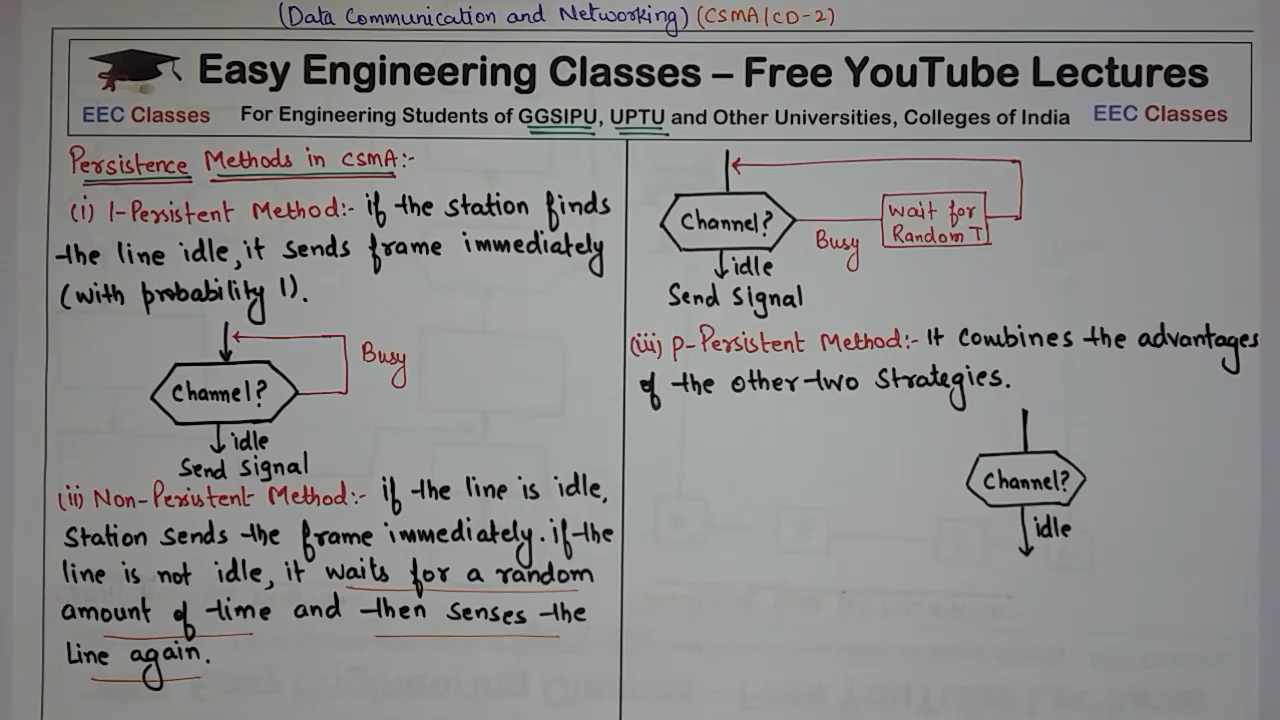 (Data Communication and Networking) (CSMA/CD-2)
Easy Engineering Classes – Free YouTube Lectures
EEC Classes For Engineering Students of GGSIPU, UPTU and Other Universities, Colleges of India EEC Classes
Persistence Methods in CSMA:-
(i) 1-Persistent Method:- if the station finds
the line idle, it sends frame immediately
(with probability 1).
Channel?
Busy
idle
Send signal
(ii) Non-Persistent Method:- if the line is idle,
Station sends the frame immediately. if the
line is not idle, it waits for a random
amount of time and then senses the
Line again.
Channel?
Busy
Wait for
Random T
idle
Send Signal
(iii) p-Persistent Method:- It combines the advantages
of the other two strategies.
Channel?
idle